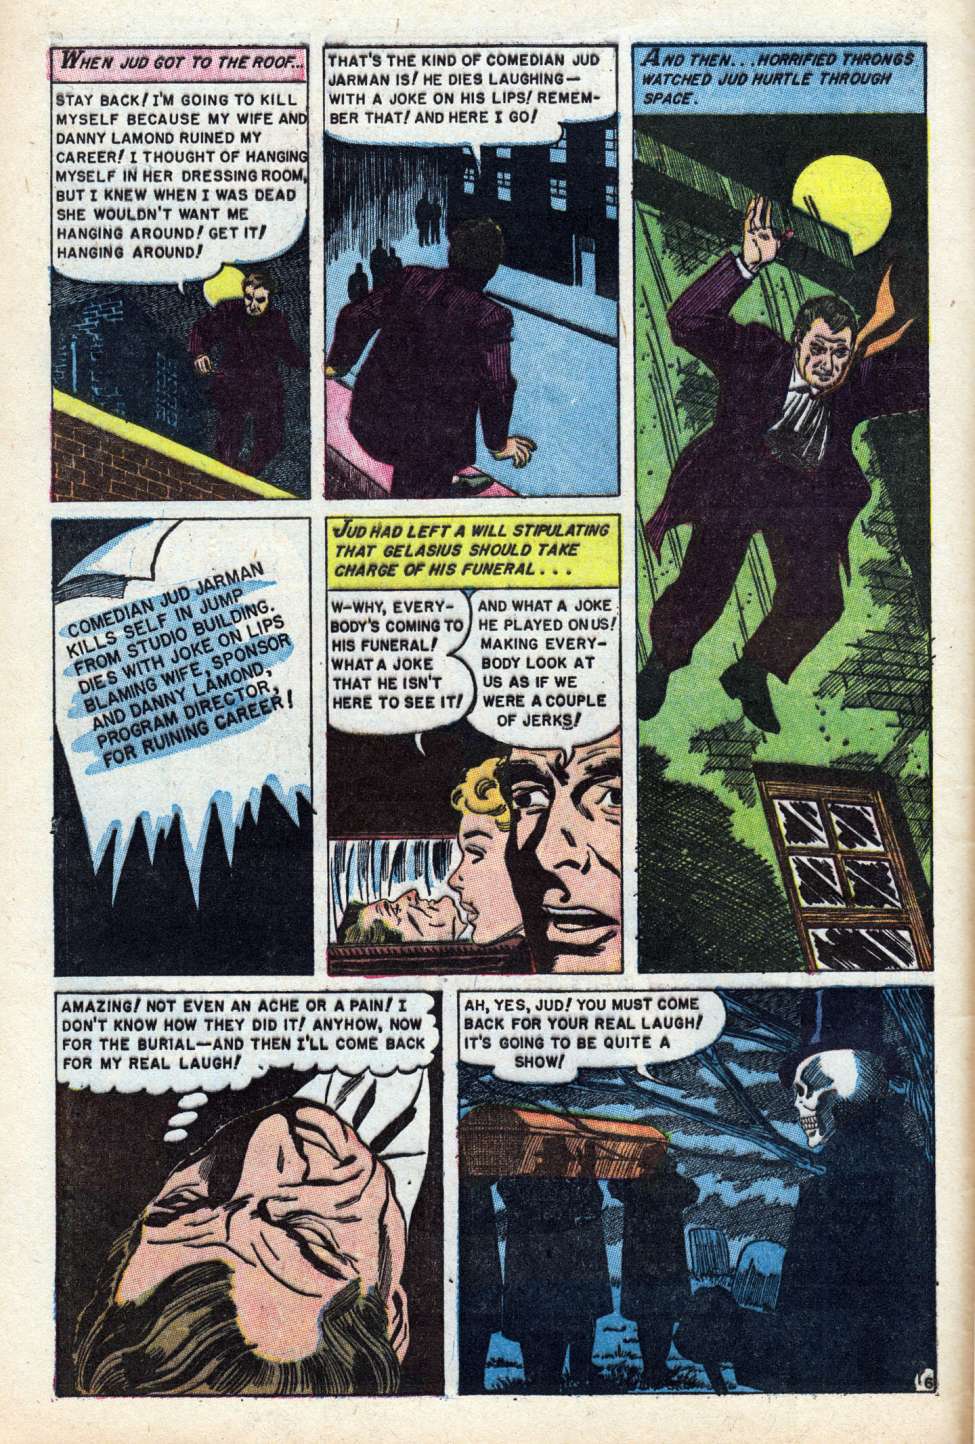 WHEN JUD GOT TO THE ROOF...
STAY BACK! I'M GOING TO KILL
MYSELF BECAUSE MY WIFE AND
DANNY LAMOND RUINED MY
CAREER! I THOUGHT OF HANGING
MYSELF IN HER DRESSING ROOM,
BUT I KNEW WHEN I WAS DEAD
SHE WOULDN'T WANT ME
HANGING AROUND! GET IT!
HANGING AROUND!
THAT'S THE KIND OF COMEDIAN JUD
JARMAN IS! HE DIES LAUGHING—
WITH A JOKE ON HIS LIPS! REMEM-
BER THAT! AND HERE I GO!
AND THEN... HORRIFIED THRONGS
WATCHED JUD HURTLE THROUGH
SPACE.
COMEDIAN JUD JARMAN
KILLS SELF IN JUMP
FROM STUDIO BUILDING.
DIES WITH JOKE ON LIPS
BLAMING WIFE, SPONSOR
AND DANNY LAMOND,
PROGRAM DIRECTOR,
FOR RUINING CAREER!
JUD HAD LEFT A WILL STIPULATING
THAT GELASIUS SHOULD TAKE
CHARGE OF HIS FUNERAL...
W-WHY, EVERY-
BODY'S COMING TO
HIS FUNERAL!
WHAT A JOKE
THAT HE ISN'T
HERE TO SEE IT!
AND WHAT A JOKE
HE PLAYED ON US!
MAKING EVERY-
BODY LOOK AT
US AS IF WE
WERE A COUPLE
OF JERKS!
AMAZING! NOT EVEN AN ACHE OR A PAIN! I
DON'T KNOW HOW THEY DID IT! ANYHOW, NOW
FOR THE BURIAL—AND THEN I'LL COME BACK
FOR MY REAL LAUGH!
AH, YES, JUD! YOU MUST COME
BACK FOR YOUR REAL LAUGH!
IT'S GOING TO BE QUITE A
SHOW!
6